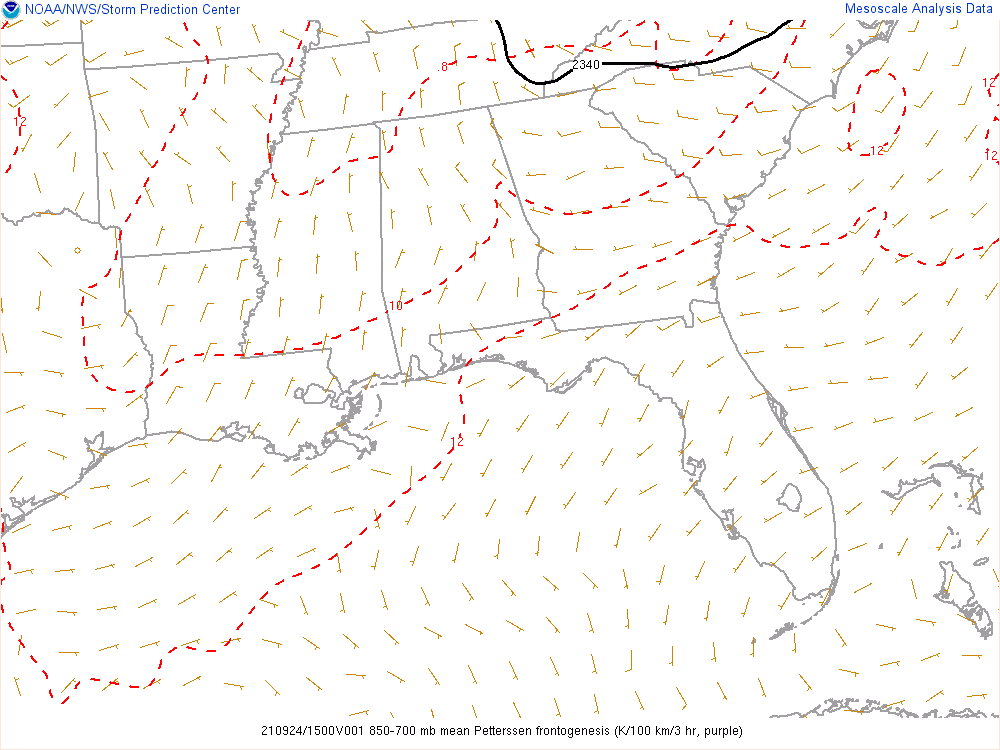 NOAA/NWS/Storm Prediction Center
Mesoscale Analysis Data
8
2340
12
12
12
12
10
12
210924/1500V001 850-700 mb mean Petterssen frontogenesis (K/100 km/3 hr, purple)